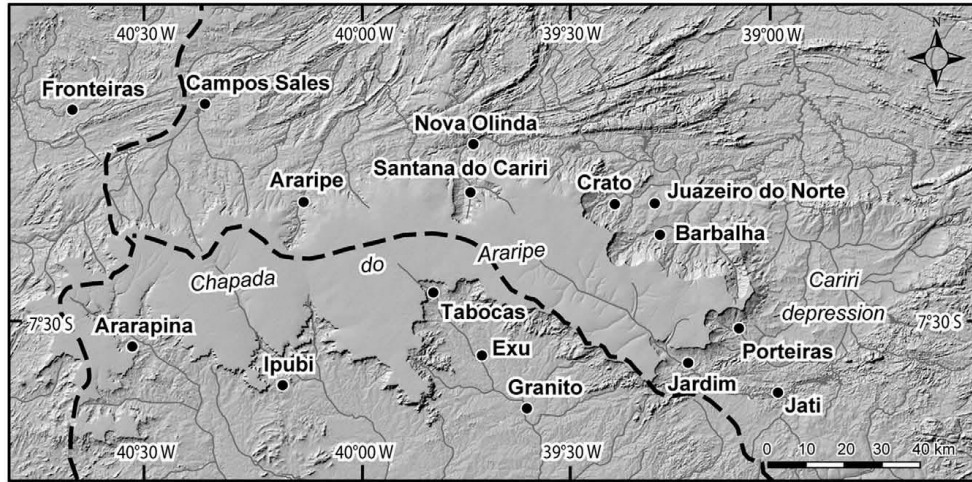 40°30 W 40°00 W 39°30 W 39°00 W
N
Fronteiras
Campos Sales
Nova Olinda
Santana do Cariri
Araripe
Crato
Juazeiro do Norte
Barbalha
Chapada do Araripe
Cariri
depression
7°30 S
7°30 S
Ararapina
Tabocas
Ipubi
Exu
Porteiras
Granito
Jardim
Jati
40°30 W 40°00 W 39°30 W 39°00 W
0 10 20 30 40 km